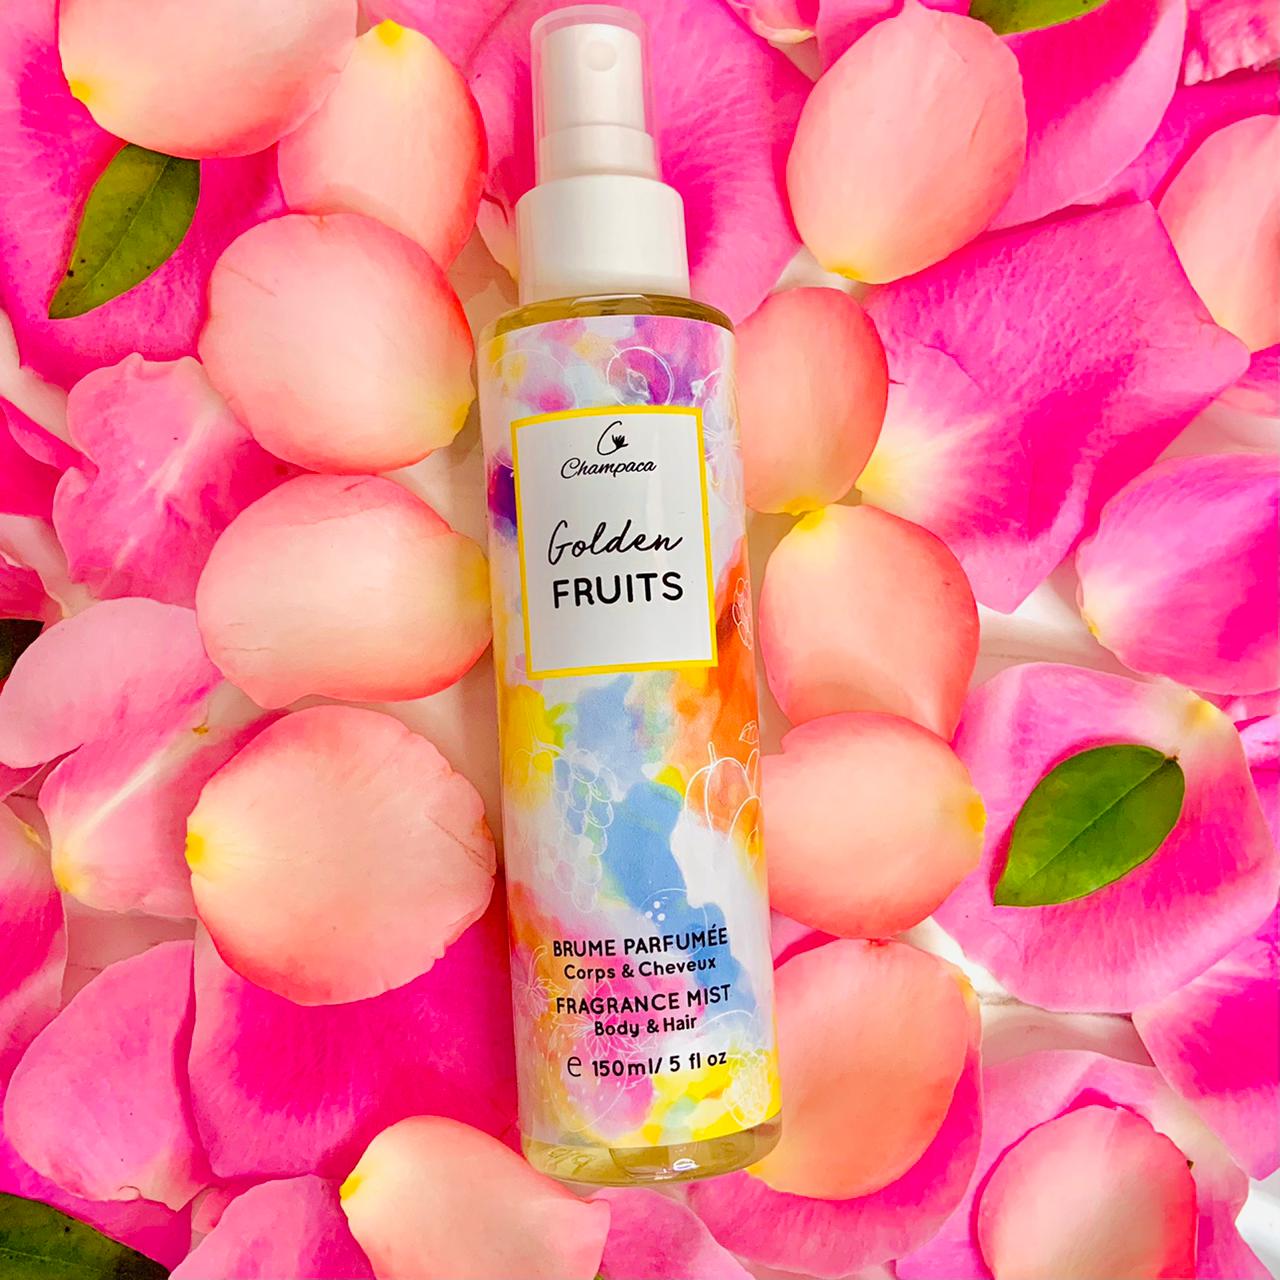 Champaca
Golden
FRUITS
BRUME PARFUMÉE
Corps & Cheveux
FRAGRANCE MIST
Body & Hair
e 150ml/ 5 fl oz